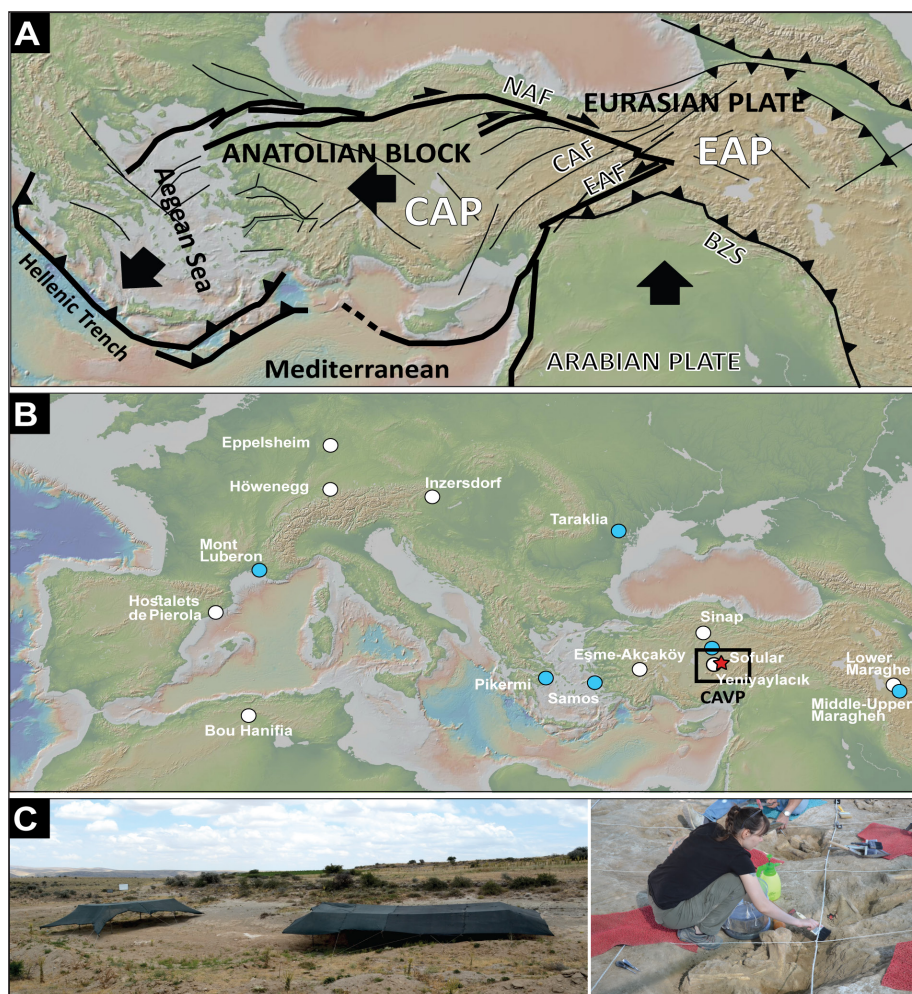 A
NAF
EURASIAN PLATE
ANATOLIAN BLOCK
CAF
EAP
EAF
CAP
Aegean Sea
BZS
Hellenic Trench
ARABIAN PLATE
Mediterranean
B
Eppelsheim
Höwenegg
Inzersdorf
Taraklia
Mont
Luberon
Hostalets
de Pierola
Sinap
Eşme-Akçaköy
Sofular
Lower
Maragheh
Yeniyaylacık
Pikermi
Samos
CAVP
Middle-Upper
Maragheh
Bou Hanifia
C